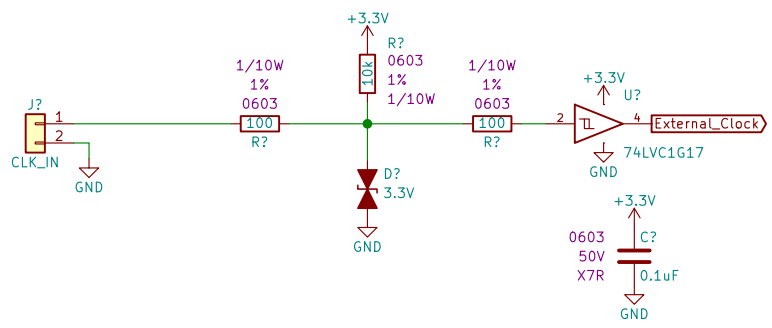 +3.3V
R?
0603
1%
1/10W
10k
1/10W
1%
0603
100
R?
1/10W
1%
0603
100
R?
J?
1
2
CLK_IN
GND
D?
3.3V
GND
+3.3V
U?
2
4
External_Clock
74LVC1G17
GND
+3.3V
0603
50V
X7R
C?
0.1uF
GND